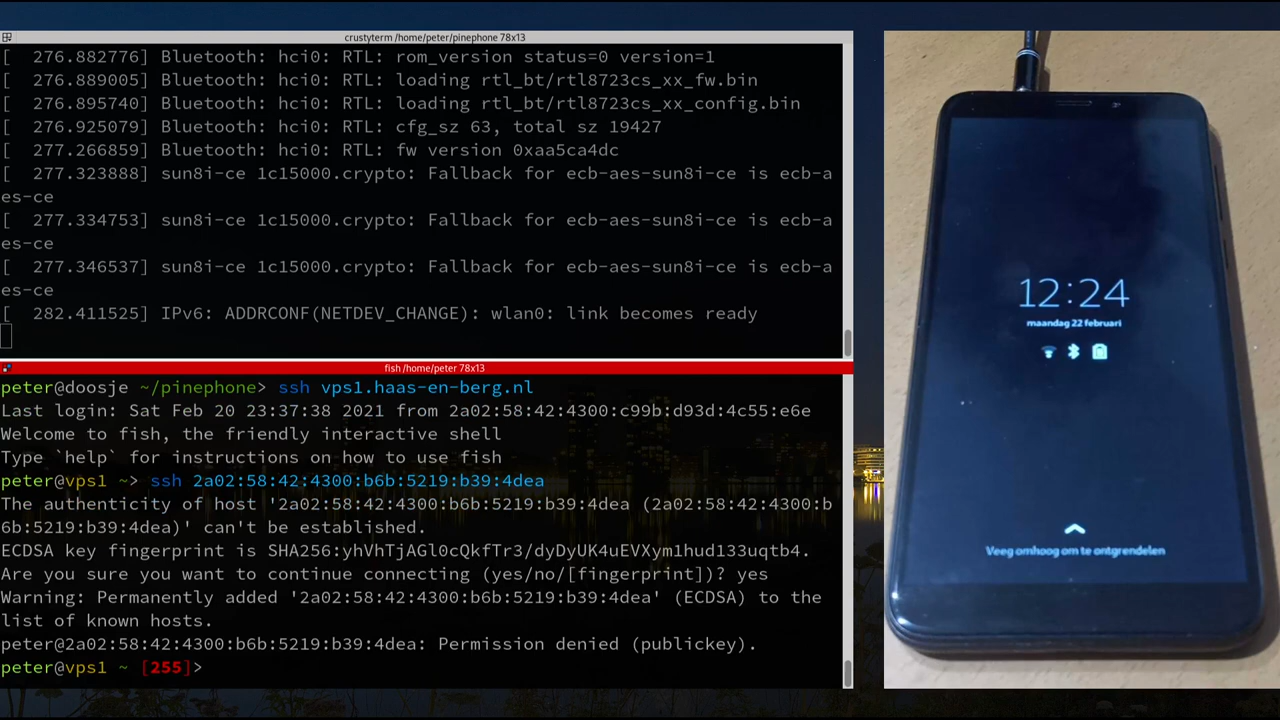 crustyterm /home/peter/pinephone 78x13
[  276.882776] Bluetooth: hci0: RTL: rom_version status=0 version=1
[  276.889005] Bluetooth: hci0: RTL: loading rtl_bt/rtl8723cs_xx_fw.bin
[  276.895740] Bluetooth: hci0: RTL: loading rtl_bt/rtl8723cs_xx_config.bin
[  276.925079] Bluetooth: hci0: RTL: cfg_sz 63, total sz 19427
[  277.266859] Bluetooth: hci0: RTL: fw version 0xaa5ca4dc
[  277.323888] sun8i-ce 1c15000.crypto: Fallback for ecb-aes-sun8i-ce is ecb-a
es-ce
[  277.334753] sun8i-ce 1c15000.crypto: Fallback for ecb-aes-sun8i-ce is ecb-a
es-ce
[  277.346537] sun8i-ce 1c15000.crypto: Fallback for ecb-aes-sun8i-ce is ecb-a
es-ce
[  282.411525] IPv6: ADDRCONF(NETDEV_CHANGE): wlan0: link becomes ready
fish /home/peter 78x13
peter@doosje ~/pinephone> ssh vps1.haas-en-berg.nl
Last login: Sat Feb 20 23:37:38 2021 from 2a02:58:42:4300:c99b:d93d:4c55:e6e
Welcome to fish, the friendly interactive shell
Type `help` for instructions on how to use fish
peter@vps1 ~> ssh 2a02:58:42:4300:b6b:5219:b39:4dea
The authenticity of host '2a02:58:42:4300:b6b:5219:b39:4dea (2a02:58:42:4300:b
6b:5219:b39:4dea)' can't be established.
ECDSA key fingerprint is SHA256:yhVhTjAGl0cQkfTr3/dyDyUK4uEVXym1hud133uqtb4.
Are you sure you want to continue connecting (yes/no/[fingerprint])? yes
Warning: Permanently added '2a02:58:42:4300:b6b:5219:b39:4dea' (ECDSA) to the
list of known hosts.
peter@2a02:58:42:4300:b6b:5219:b39:4dea: Permission denied (publickey).
peter@vps1 ~ [255]>
12:24
maandag 22 februari
Veeg omhoog om te ontgrendelen